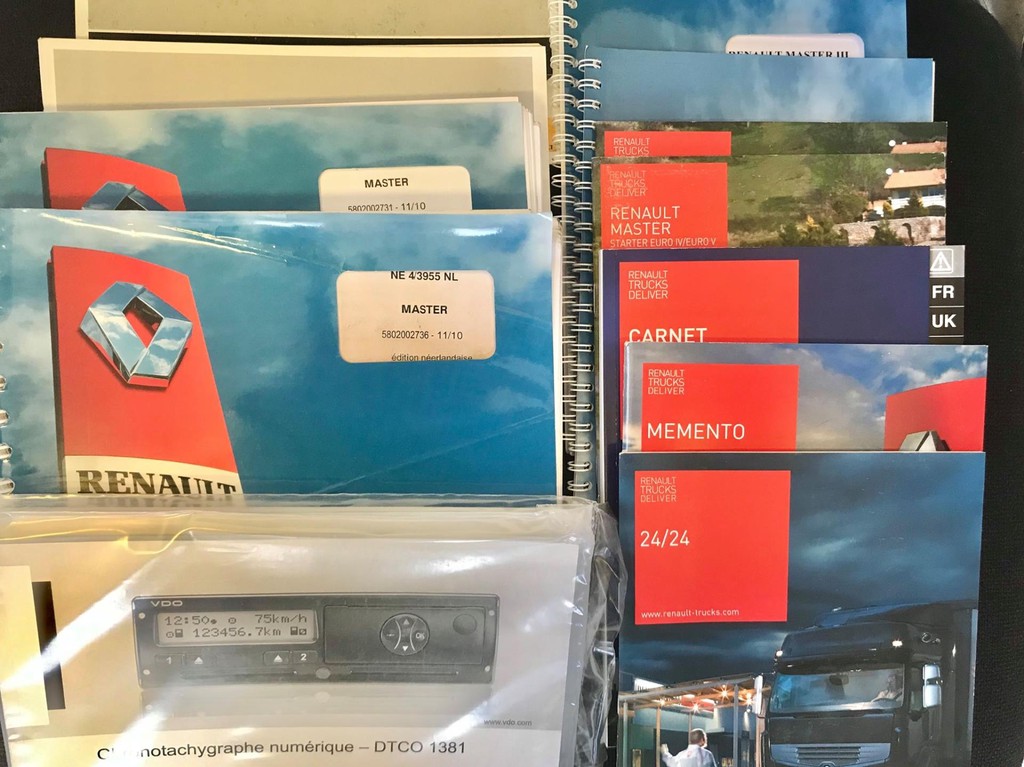 RENAULT MASTER III
MASTER
5802002731 - 11/10
NE 4/3955 NL
MASTER
5802002736 - 11/10
édition néerlandaise
RENAULT
VDO
12:50 75km/h
123456.7km
1
2
www.vdo.com
Chronotachygraphe numérique – DTCO 1381
RENAULT
TRUCKS
RENAULT
TRUCKS
DELIVER
RENAULT
MASTER
STARTER EURO IV/EURO V
RENAULT
TRUCKS
DELIVER
CARNET
FR
UK
RENAULT
TRUCKS
DELIVER
MEMENTO
RENAULT
TRUCKS
DELIVER
24/24
www.renault-trucks.com